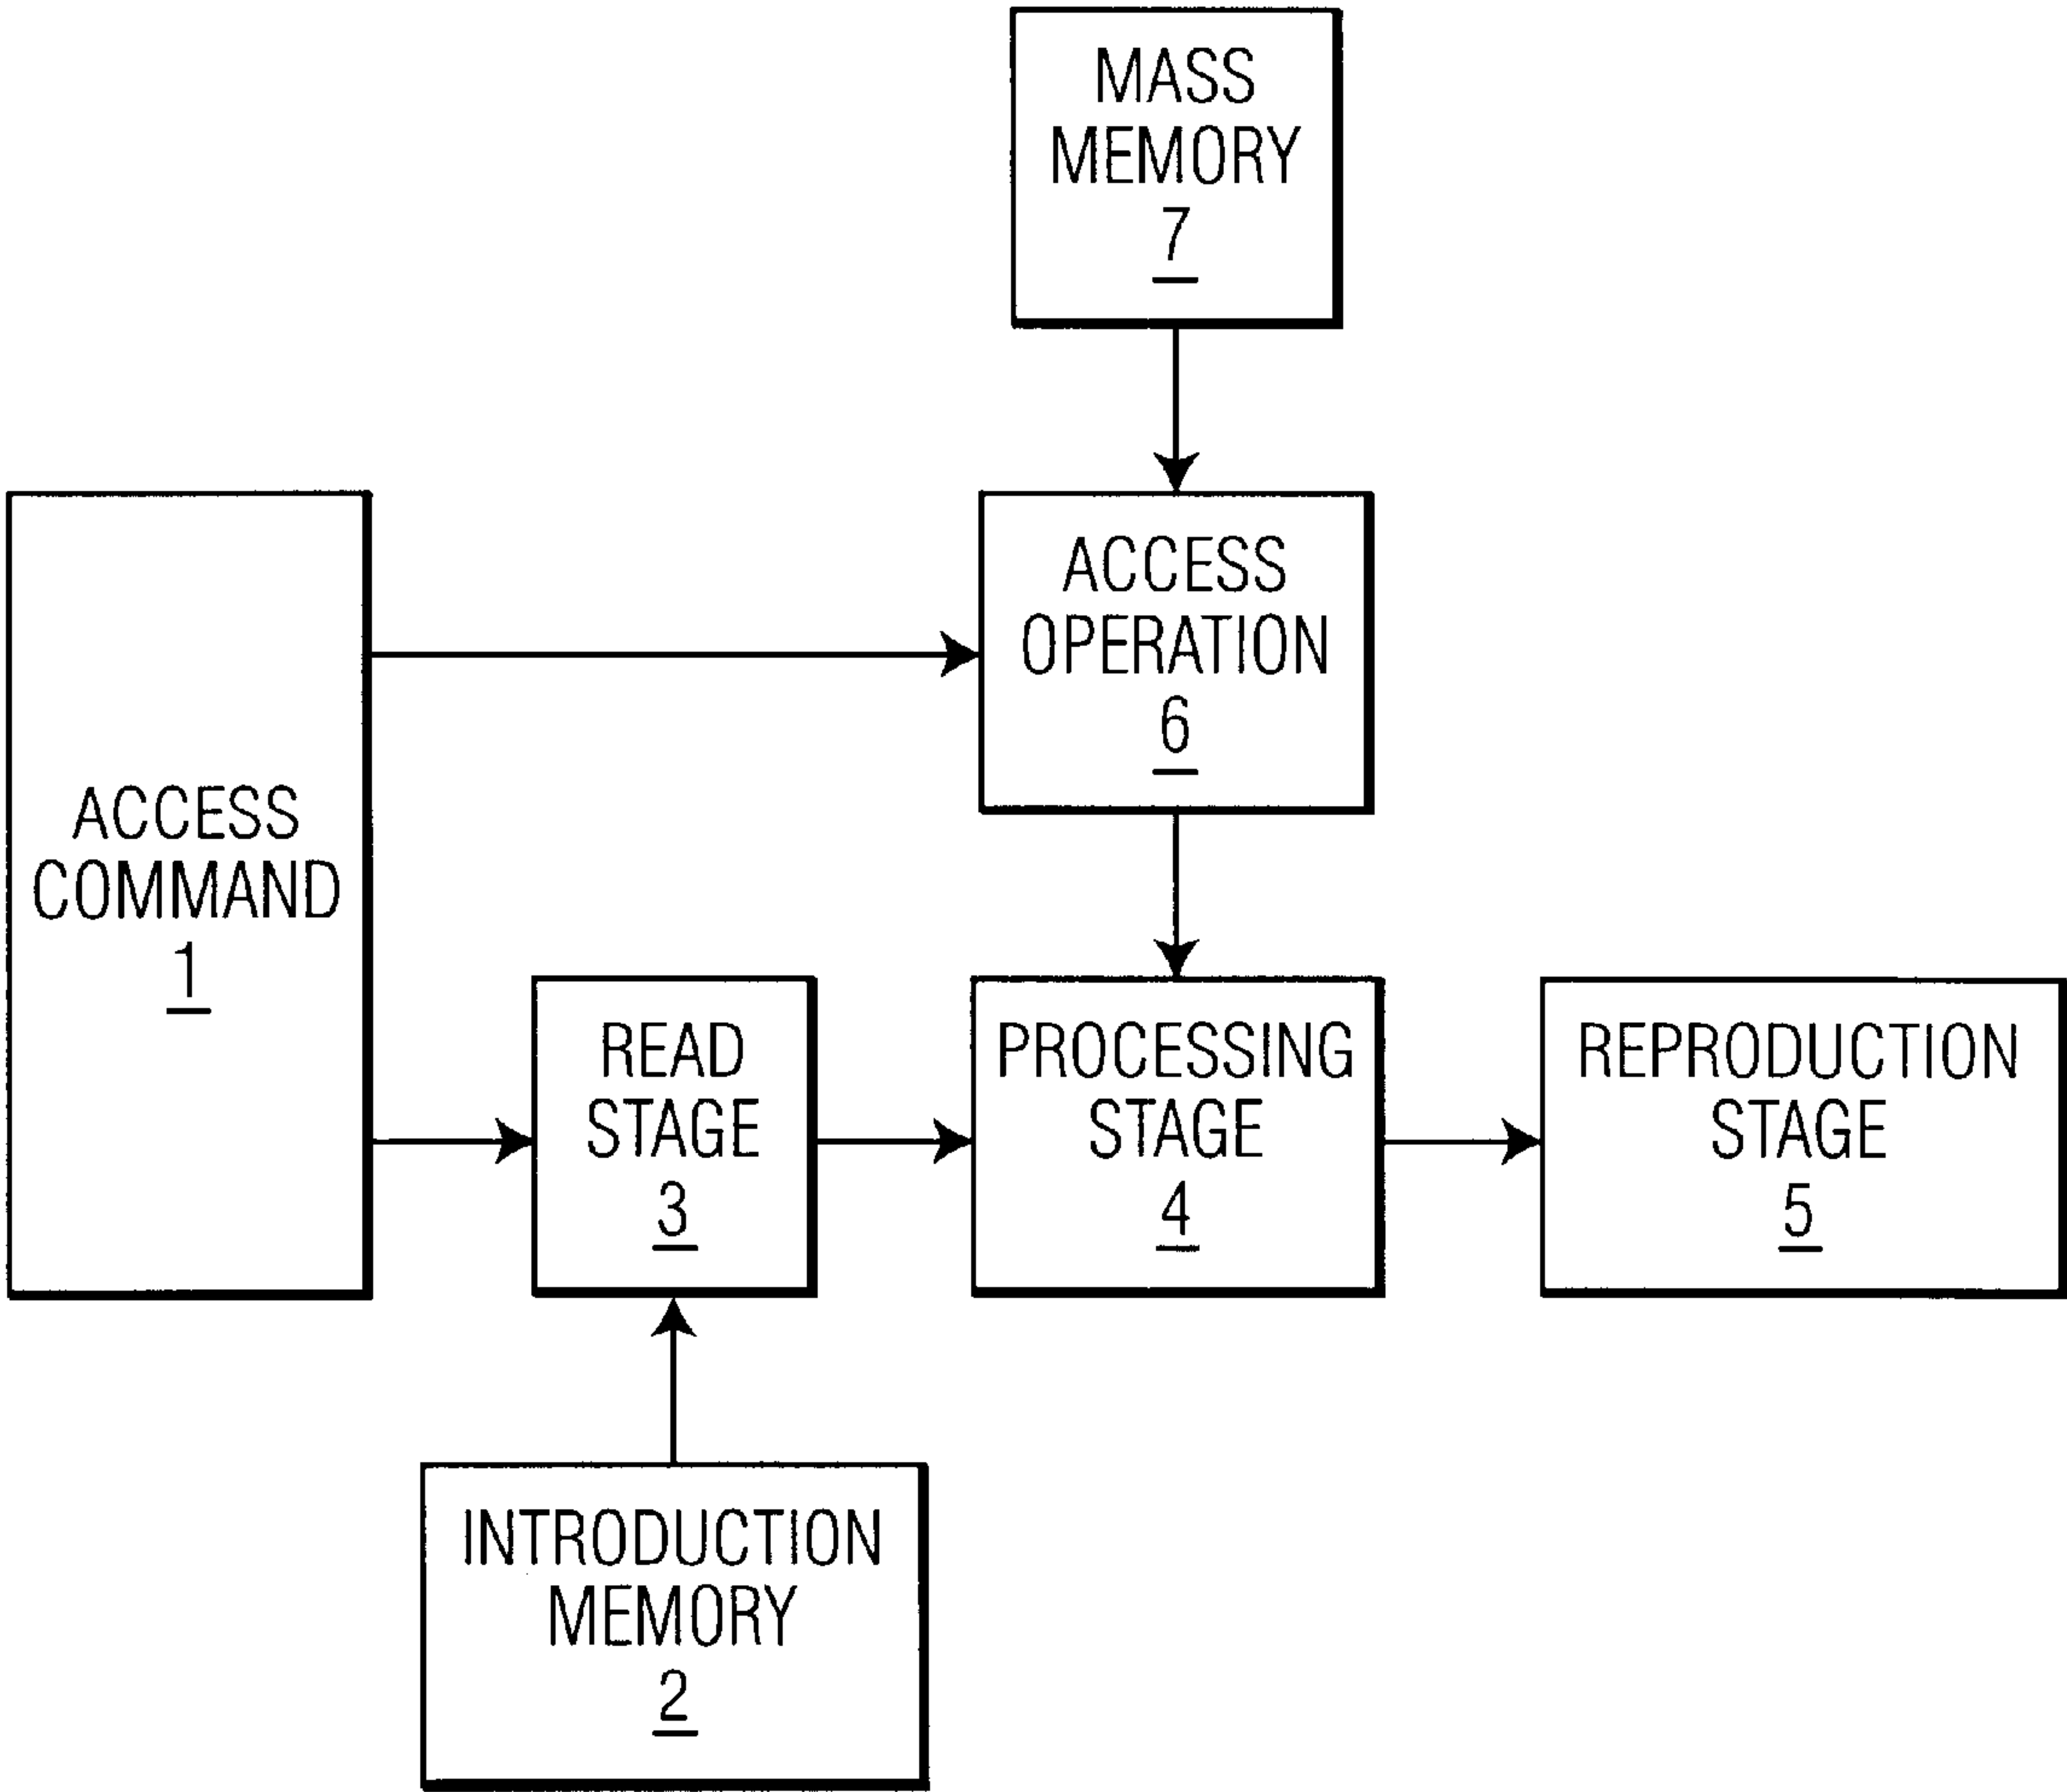 MASS
MEMORY
7
ACCESS
OPERATION
6
ACCESS
COMMAND
1
READ
STAGE
3
PROCESSING
STAGE
4
REPRODUCTION
STAGE
5
INTRODUCTION
MEMORY
2